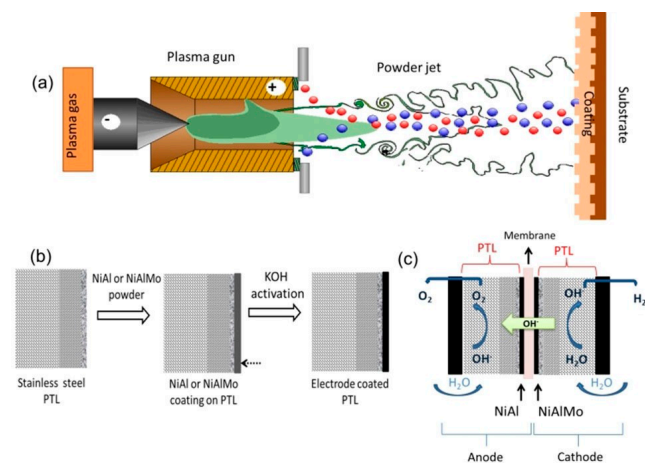 Plasma gun
Powder jet
(a)
+
-
Plasma gas
Coating
Substrate
(b)
NiAl or NiAlMo
powder
KOH
activation
Stainless steel
PTL
NiAl or NiAlMo
coating on PTL
Electrode coated
PTL
(c)
Membrane
PTL
PTL
O₂
O₂
OH⁻
OH⁻
OH⁻
H₂O
H₂
H₂O
H₂O
NiAl
NiAlMo
Anode
Cathode